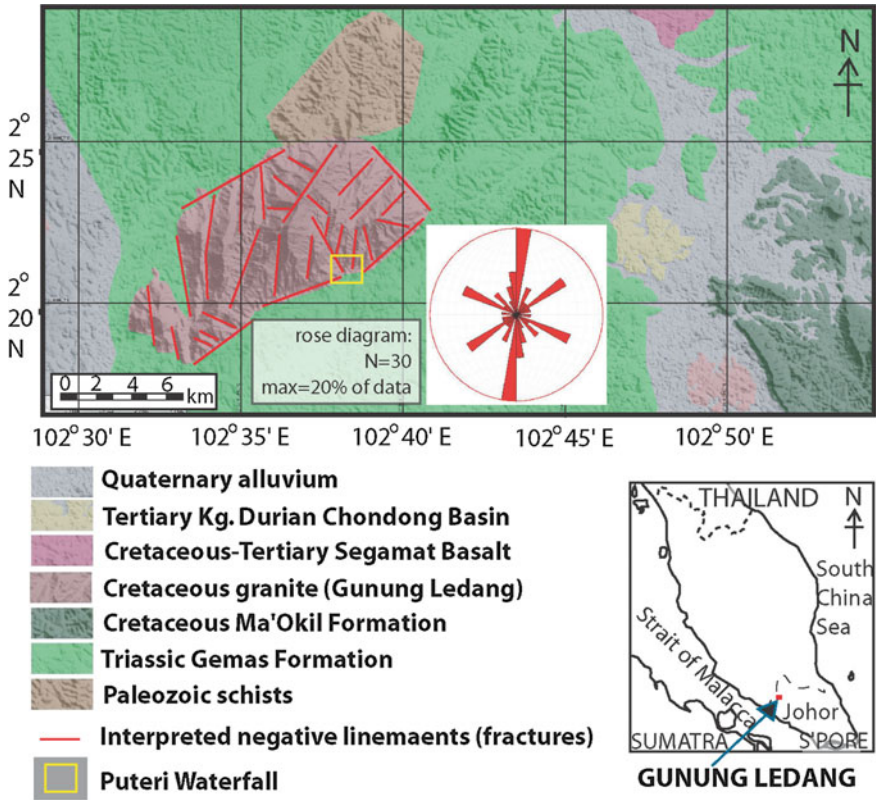 N
2°
25'
N
2°
20'
N
rose diagram:
N=30
max=20% of data
0 2 4 6
km
102° 30' E 102° 35' E 102° 40' E 102° 45' E 102° 50' E
Quaternary alluvium
Tertiary Kg. Durian Chondong Basin
Cretaceous-Tertiary Segamat Basalt
Cretaceous granite (Gunung Ledang)
Cretaceous Ma'Okil Formation
Triassic Gemas Formation
Paleozoic schists
Interpreted negative linemaents (fractures)
Puteri Waterfall
THAILAND
N
South
China
Sea
Strait of Malacca
Johor
SUMATRA
S'PORE
GUNUNG LEDANG